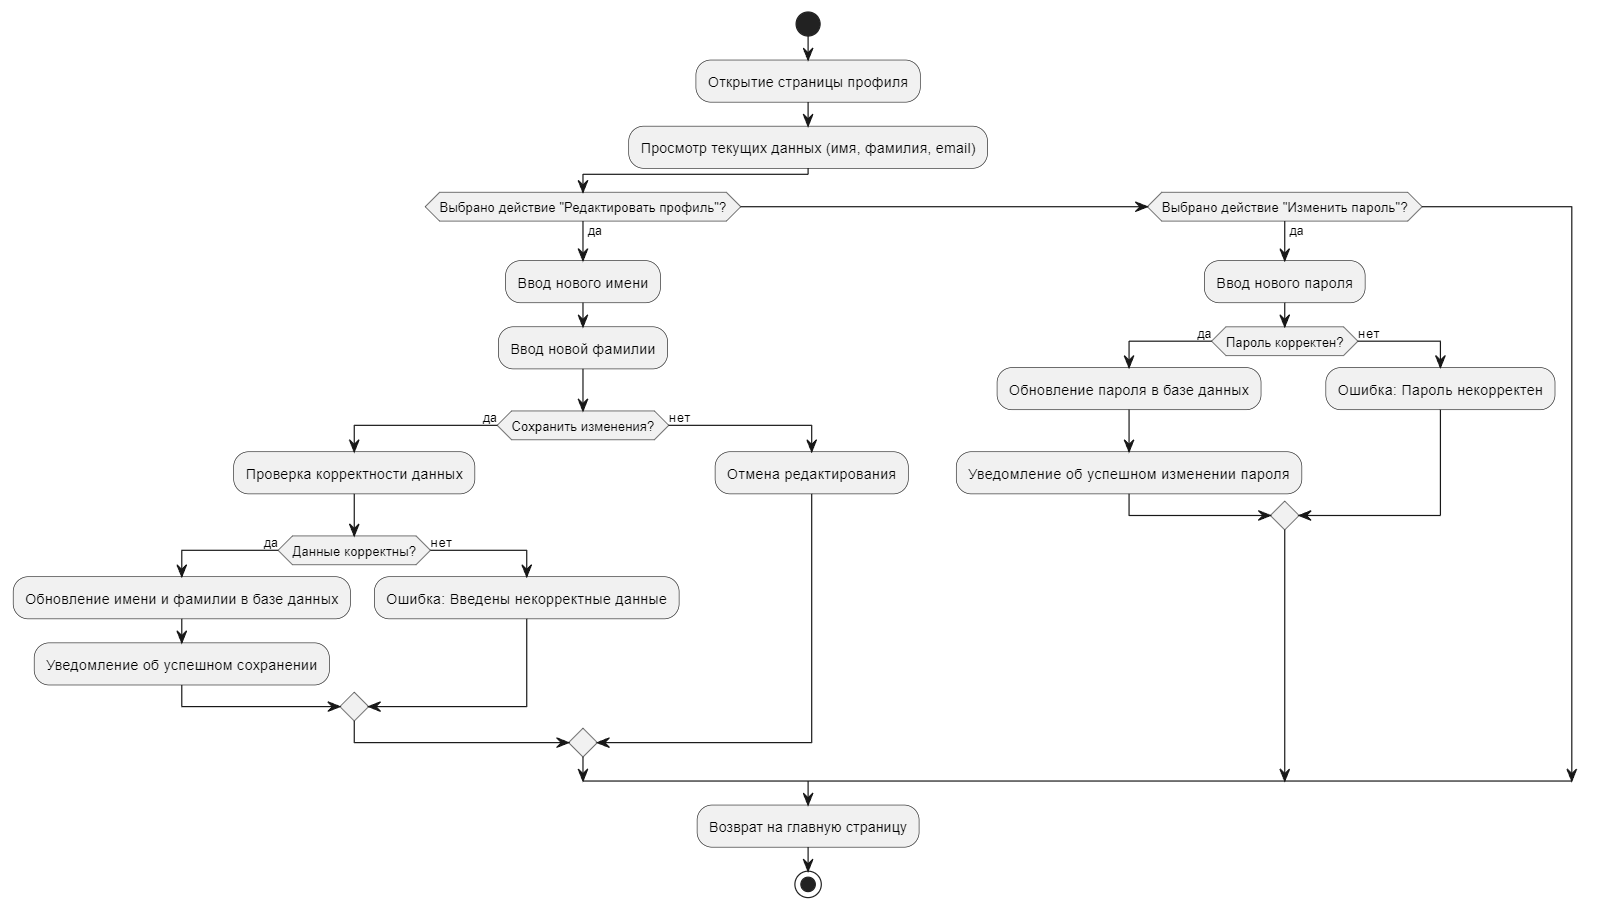 Открытие страницы профиля
Просмотр текущих данных (имя, фамилия, email)
Выбрано действие "Редактировать профиль"?
Выбрано действие "Изменить пароль"?
да
да
Ввод нового имени
Ввод нового пароля
Ввод новой фамилии
да
Пароль корректен?
нет
Обновление пароля в базе данных
Ошибка: Пароль некорректен
да
Сохранить изменения?
нет
Проверка корректности данных
Отмена редактирования
Уведомление об успешном изменении пароля
да
Данные корректны?
нет
Обновление имени и фамилии в базе данных
Ошибка: Введены некорректные данные
Уведомление об успешном сохранении
Возврат на главную страницу